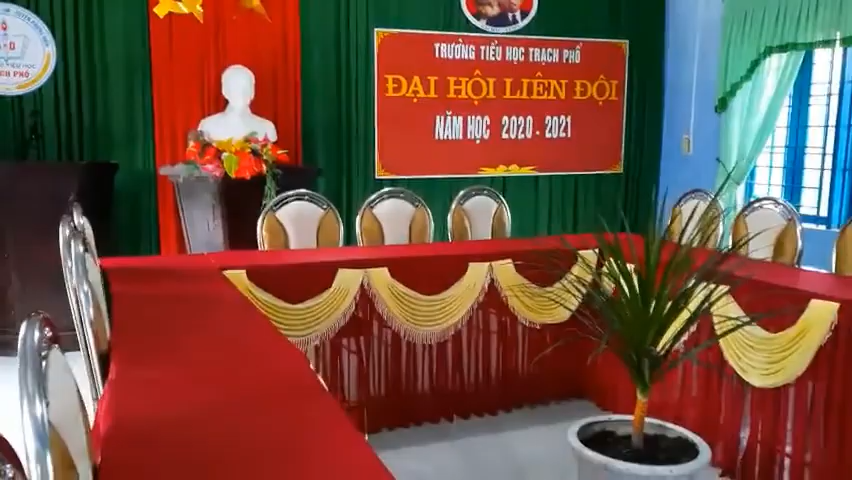 TRƯỜNG TIỂU HỌC TRẠCH PHỔ
ĐẠI HỘI LIÊN ĐỘI
NĂM HỌC 2020 - 2021